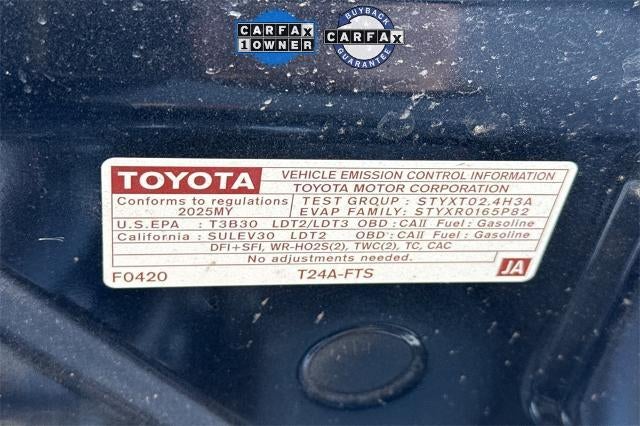 CARFAX
1 OWNER
BUYBACK
CARFAX
GUARANTEE
TOYOTA
VEHICLE EMISSION CONTROL INFORMATION
TOYOTA MOTOR CORPORATION
Conforms to regulations
2025MY
TEST GROUP : STYXT02.4H3A
EVAP FAMILY: STYXR0165P82
U.S.EPA : T3B30 LDT2/LDT3 OBD : CAII Fuel : Gasoline
California : SULEV30 LDT2 OBD : CAII Fuel : Gasoline
DFI+SFI, WR-HO2S(2), TWC(2), TC, CAC
No adjustments needed.
F0420 T24A-FTS JA